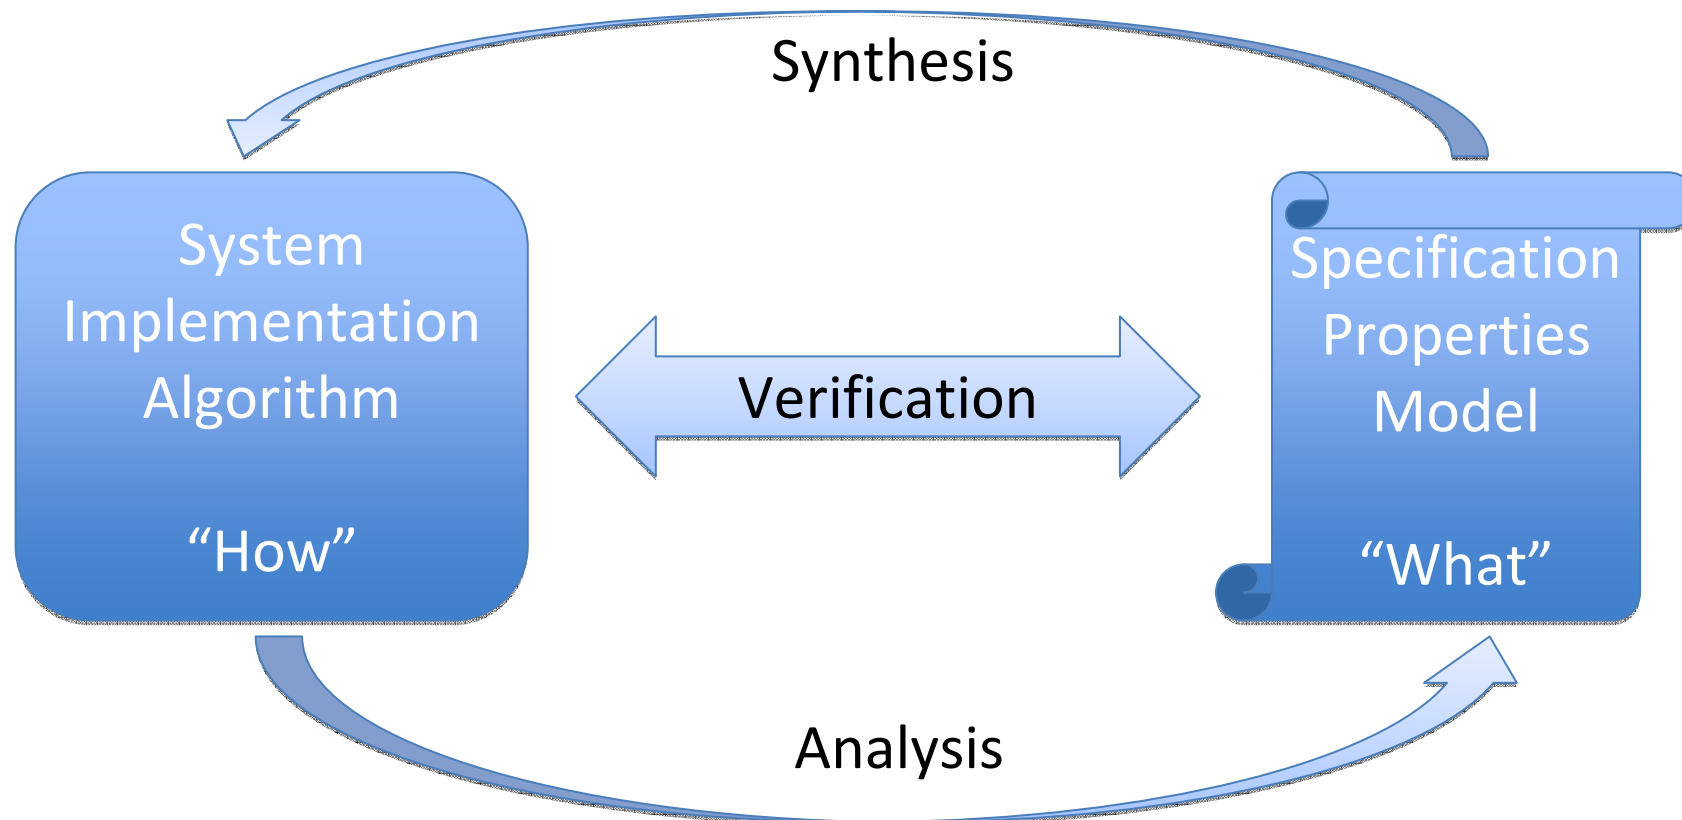 Synthesis
System
Implementation
Algorithm
“How”
Verification
Specification
Properties
Model
“What”
Analysis